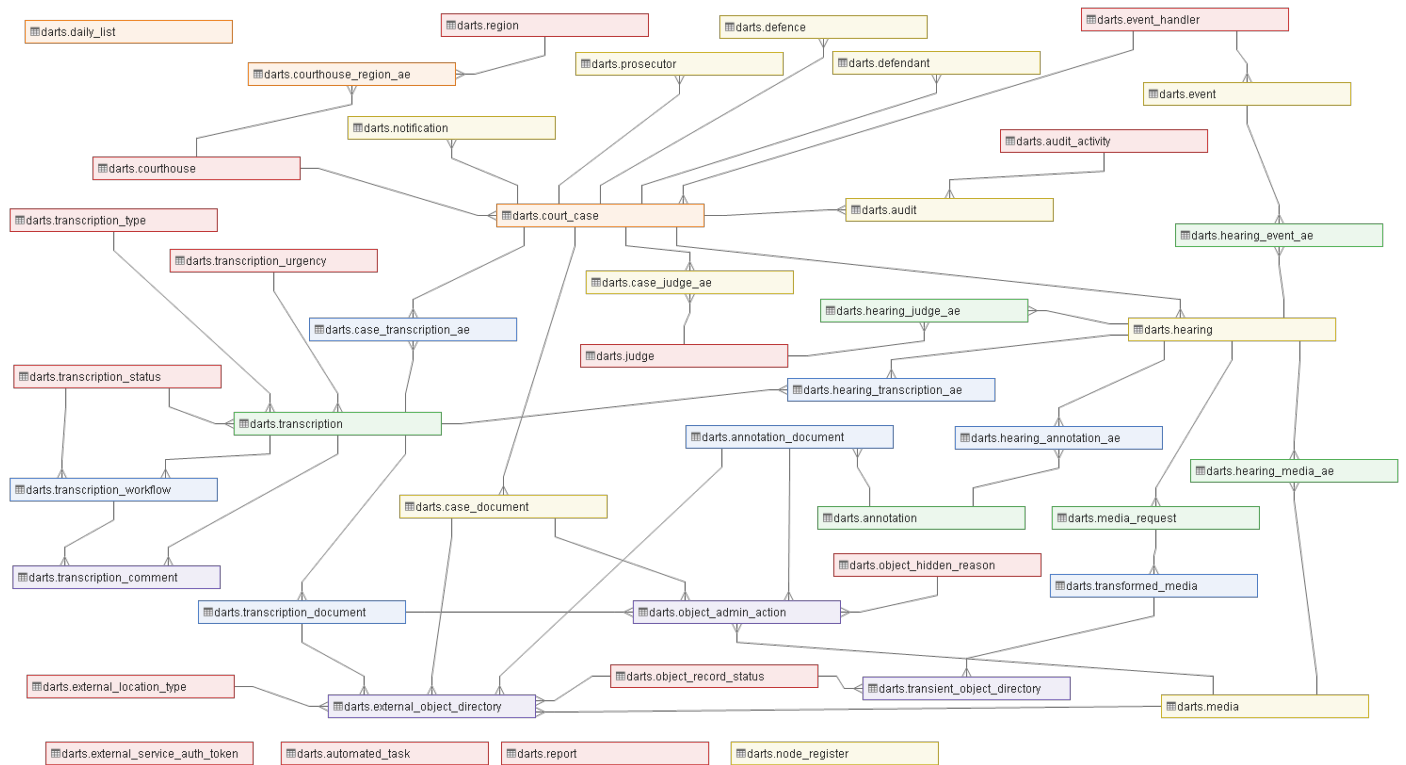 darts.event_handler
darts.region
darts.defence
darts.daily_list
darts.prosecutor
darts.defendant
darts.courthouse_region_ae
darts.event
darts.notification
darts.audit_activity
darts.courthouse
darts.audit
darts.court_case
darts.transcription_type
darts.hearing_event_ae
darts.transcription_urgency
darts.case_judge_ae
darts.hearing_judge_ae
darts.case_transcription_ae
darts.hearing
darts.judge
darts.transcription_status
darts.hearing_transcription_ae
darts.transcription
darts.annotation_document
darts.hearing_annotation_ae
darts.hearing_media_ae
darts.transcription_workflow
darts.case_document
darts.annotation
darts.media_request
darts.object_hidden_reason
darts.transcription_comment
darts.transformed_media
darts.transcription_document
darts.object_admin_action
darts.object_record_status
darts.external_location_type
darts.transient_object_directory
darts.external_object_directory
darts.media
darts.external_service_auth_token
darts.automated_task
darts.report
darts.node_register